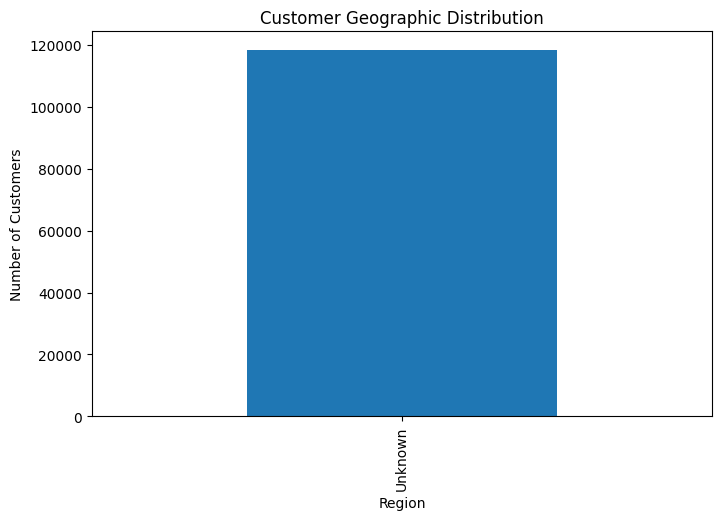 Customer Geographic Distribution
120000
100000
80000
60000
40000
20000
0
Number of Customers
Unknown
Region